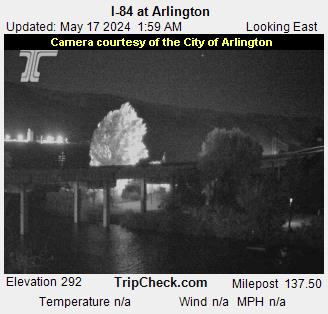 I-84 at Arlington
Updated: May 17 2024 1:59 AM Looking East
Camera courtesy of the City of Arlington
Elevation 292 TripCheck.com Milepost 137.50
Temperature n/a Wind n/a MPH n/a